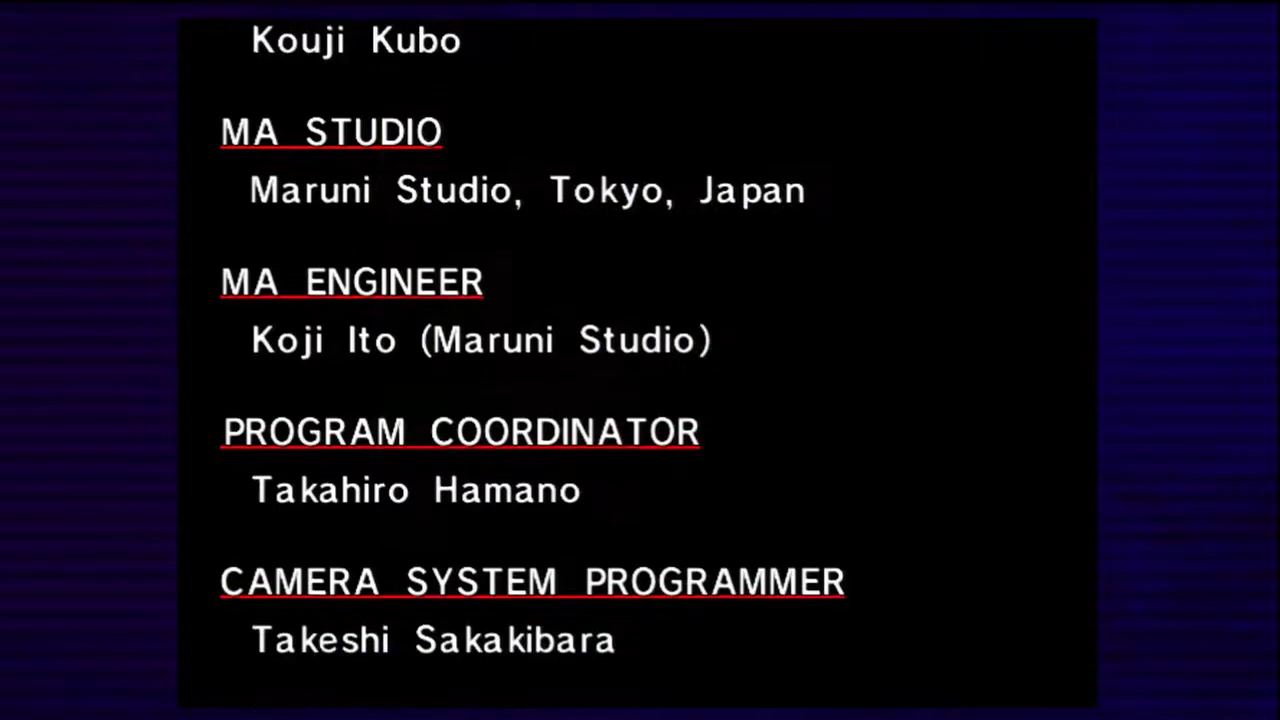 Kouji Kubo
MA STUDIO
Maruni Studio, Tokyo, Japan
MA ENGINEER
Koji Ito (Maruni Studio)
PROGRAM COORDINATOR
Takahiro Hamano
CAMERA SYSTEM PROGRAMMER
Takeshi Sakakibara